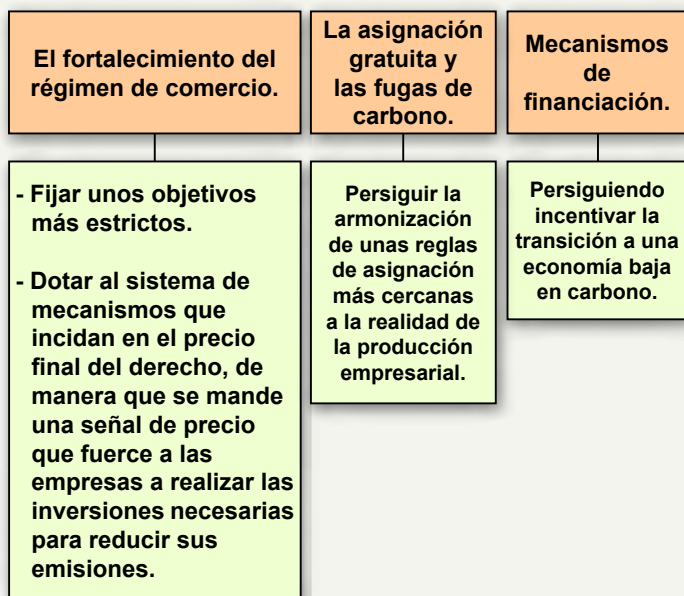 El fortalecimiento del
régimen de comercio.
La asignación
gratuita y
las fugas de
carbono.
Mecanismos
de
financiación.
- Fijar unos objetivos
más estrictos.
- Dotar al sistema de
mecanismos que
incidan en el precio
final del derecho, de
manera que se mande
una señal de precio
que fuerce a las
empresas a realizar las
inversiones necesarias
para reducir sus
emisiones.
Persiguir la
armonización
de unas reglas
de asignación
más cercanas
a la realidad de
la producción
empresarial.
Persiguiendo
incentivar la
transición a una
economía baja
en carbono.